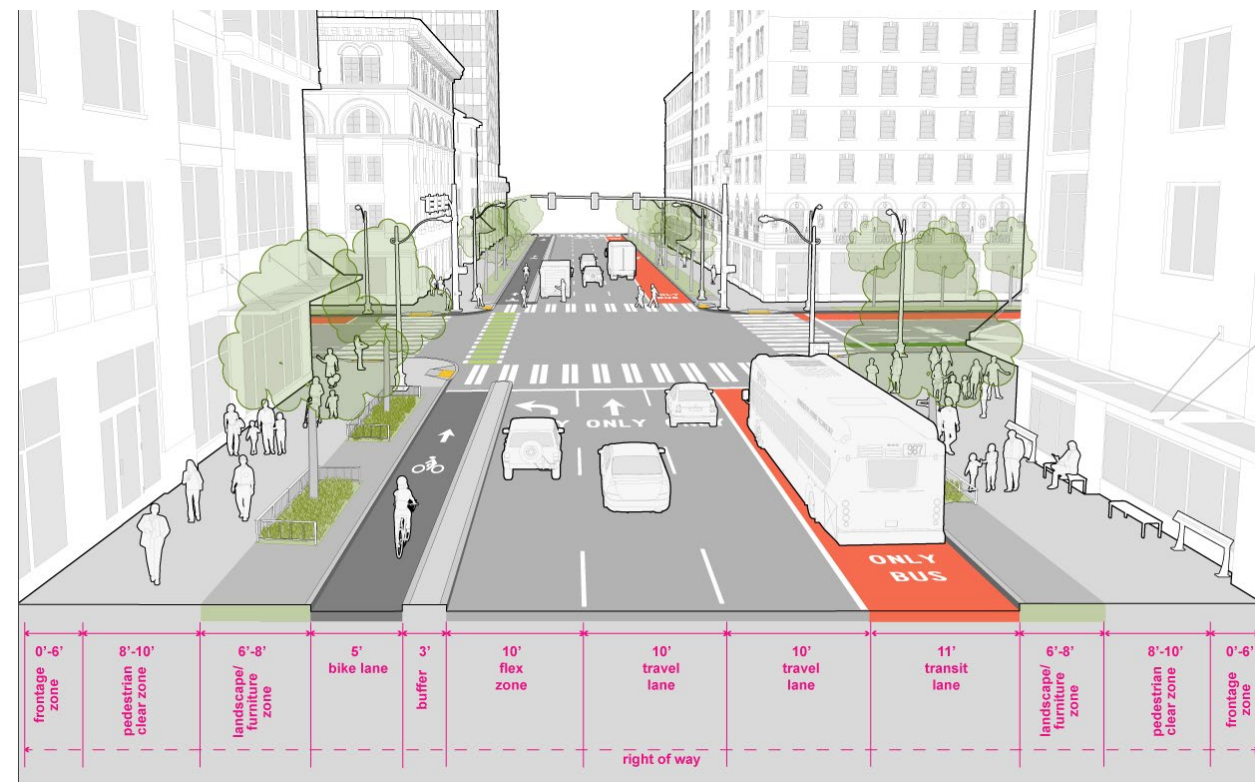 987
ONLY
ONLY
BUS
0'-6'
frontage
zone
8'-10'
pedestrian
clear zone
6'-8'
landscape/
furniture
zone
5'
bike lane
3'
buffer
10'
flex
zone
10'
travel
lane
10'
travel
lane
11'
transit
lane
6'-8'
landscape/
furniture
zone
8'-10'
pedestrian
clear zone
0'-6'
frontage
zone
right of way